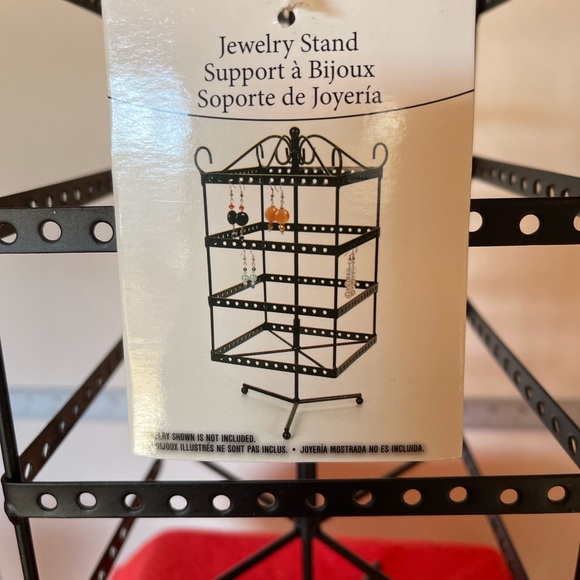 Jewelry Stand
Support à Bijoux
Soporte de Joyería
SHOWN IS NOT INCLUDED.
BIJOUX ILLUSTRÉS NE SONT PAS INCLUS. • JOYERÍA MOSTRADA NO ES INCLUIDA.